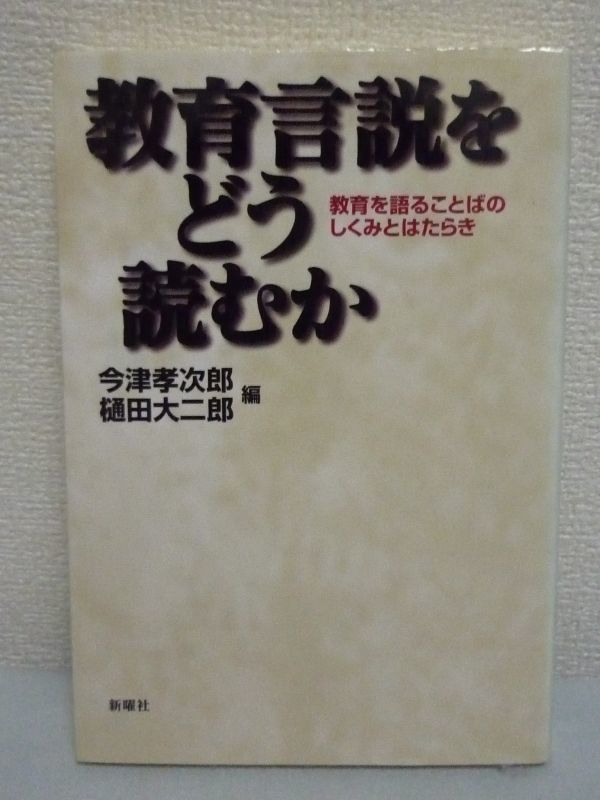 教育言説を
どう
読むか
教育を語ることばの
しくみとはたらき
今津孝次郎
樋田大二郎
編
新曜社